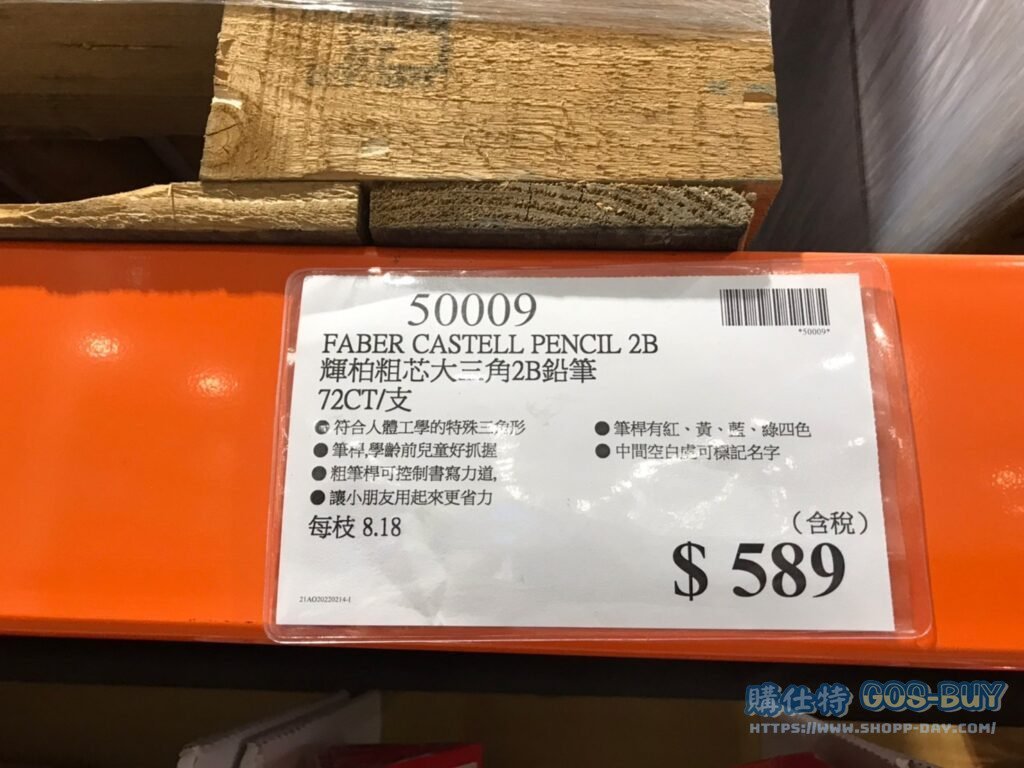 50009
*50009*
FABER CASTELL PENCIL 2B
輝柏粗芯大三角2B鉛筆
72CT/支
● 符合人體工學的特殊三角形
● 筆桿,學齡前兒童好抓握
● 粗筆桿可控制書寫力道,
● 讓小朋友用起來更省力
● 筆桿有紅、黃、藍、綠四色
● 中間空白處可標記名字
每枝 8.18
(含稅)
$ 589
21AO20220214-1
購仕特 GOS-BUY
HTTPS://WWW.SHOPP-DAY.COM/